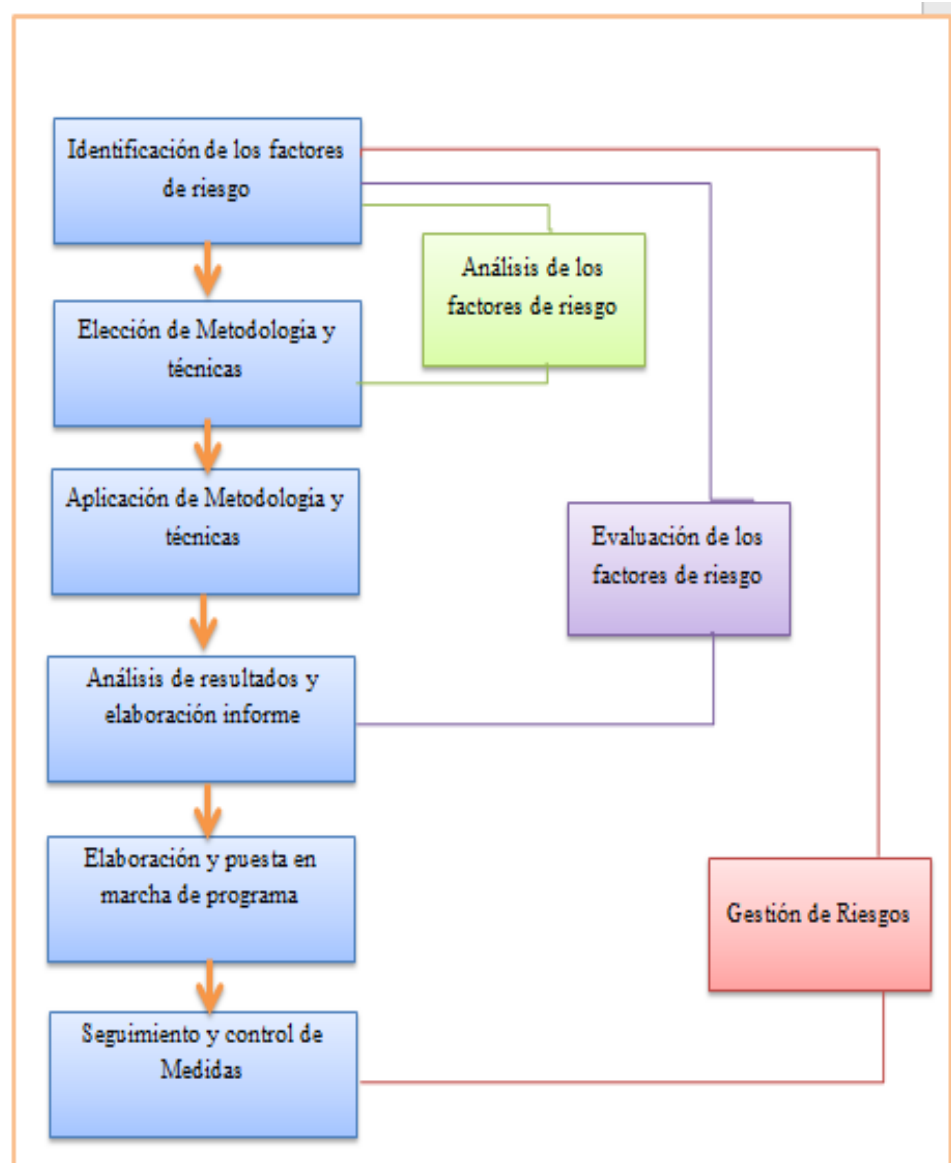 Identificación de los factores
de riesgo
Análisis de los
factores de riesgo
Elección de Metodología y
técnicas
Aplicación de Metodología y
técnicas
Evaluación de los
factores de riesgo
Análisis de resultados y
elaboración informe
Elaboración y puesta en
marcha de programa
Gestión de Riesgos
Seguimiento y control de
Medidas